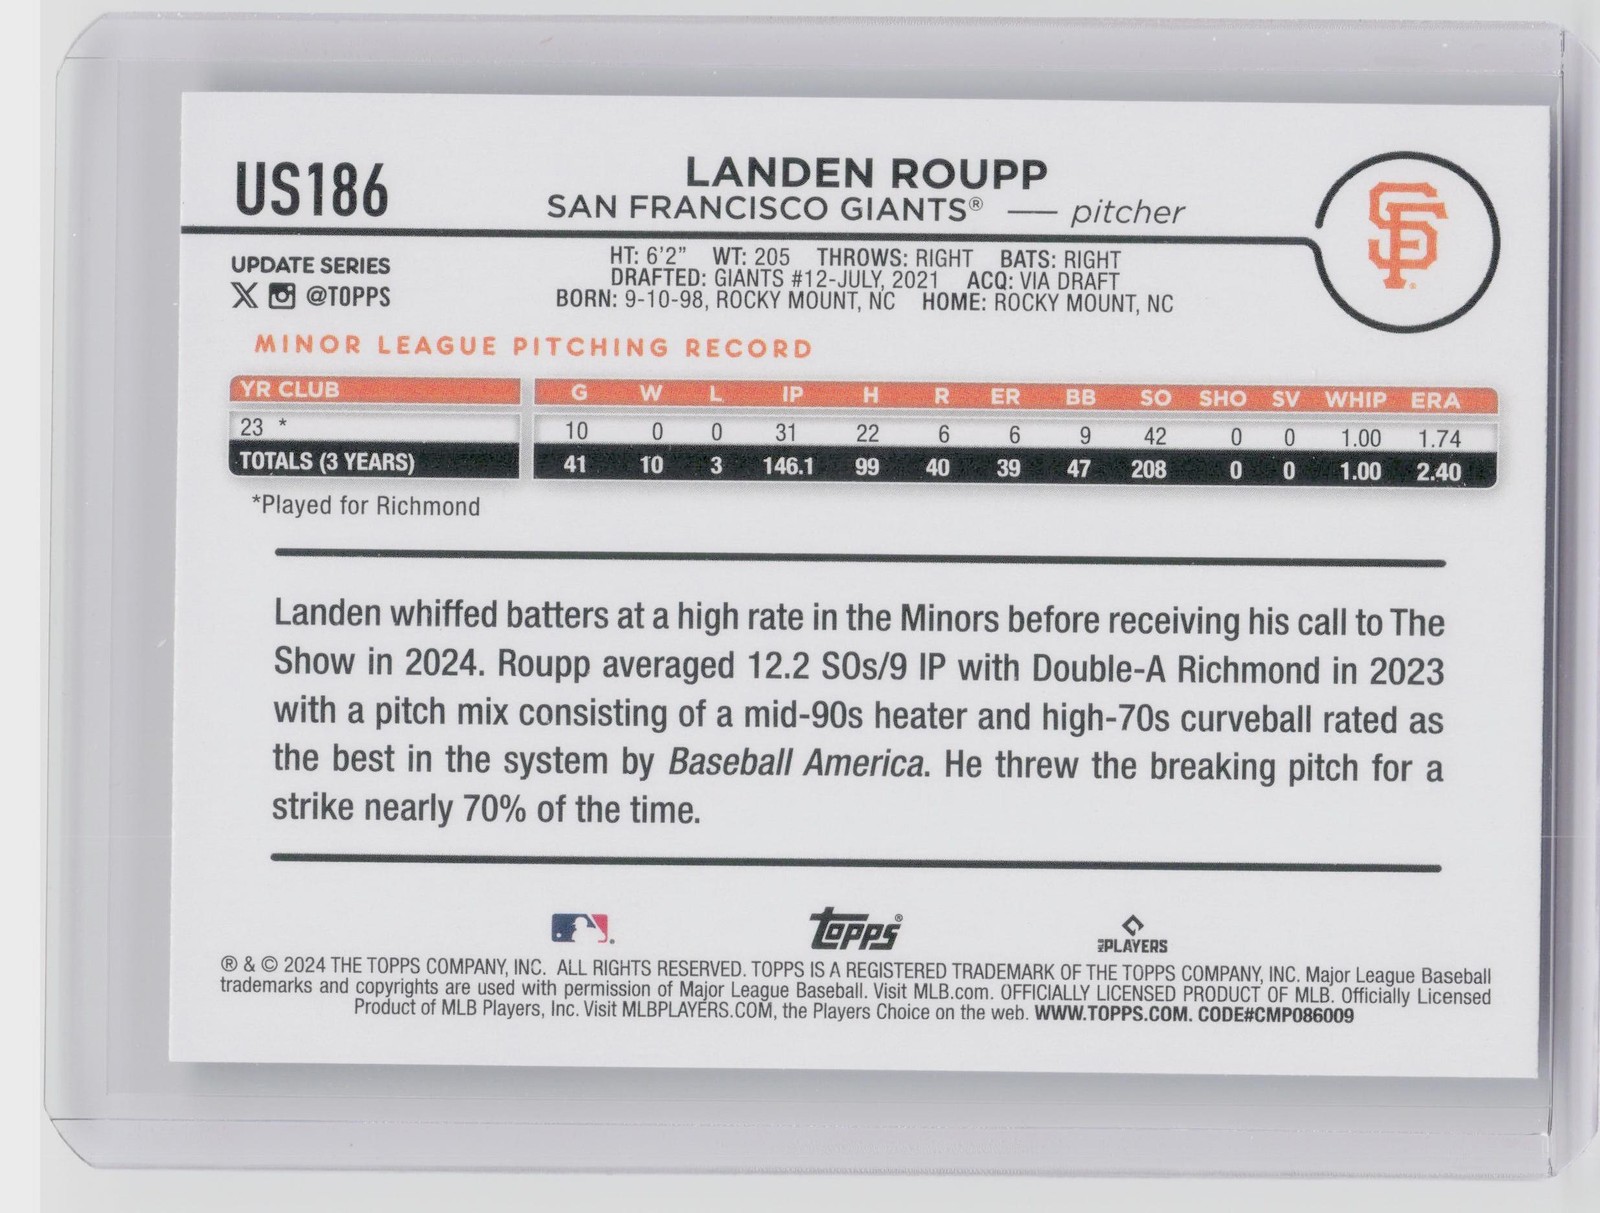 US186
LANDEN ROUPP
SAN FRANCISCO GIANTS® — pitcher
SF
UPDATE SERIES
X @TOPPS
HT: 6'2" WT: 205 THROWS: RIGHT BATS: RIGHT
DRAFTED: GIANTS #12-JULY, 2021 ACQ: VIA DRAFT
BORN: 9-10-98, ROCKY MOUNT, NC HOME: ROCKY MOUNT, NC
MINOR LEAGUE PITCHING RECORD
YR CLUB G W L IP H R ER BB SO SHO SV WHIP ERA
23 * 10 0 0 31 22 6 6 9 42 0 0 1.00 1.74
TOTALS (3 YEARS) 41 10 3 146.1 99 40 39 47 208 0 0 1.00 2.40
*Played for Richmond
Landen whiffed batters at a high rate in the Minors before receiving his call to The
Show in 2024. Roupp averaged 12.2 SOs/9 IP with Double-A Richmond in 2023
with a pitch mix consisting of a mid-90s heater and high-70s curveball rated as
the best in the system by Baseball America. He threw the breaking pitch for a
strike nearly 70% of the time.
Topps®
MLB PLAYERS
® & © 2024 THE TOPPS COMPANY, INC. ALL RIGHTS RESERVED. TOPPS IS A REGISTERED TRADEMARK OF THE TOPPS COMPANY, INC. Major League Baseball
trademarks and copyrights are used with permission of Major League Baseball. Visit MLB.com. OFFICIALLY LICENSED PRODUCT OF MLB. Officially Licensed
Product of MLB Players, Inc. Visit MLBPLAYERS.COM, the Players Choice on the web. WWW.TOPPS.COM. CODE#CMP086009